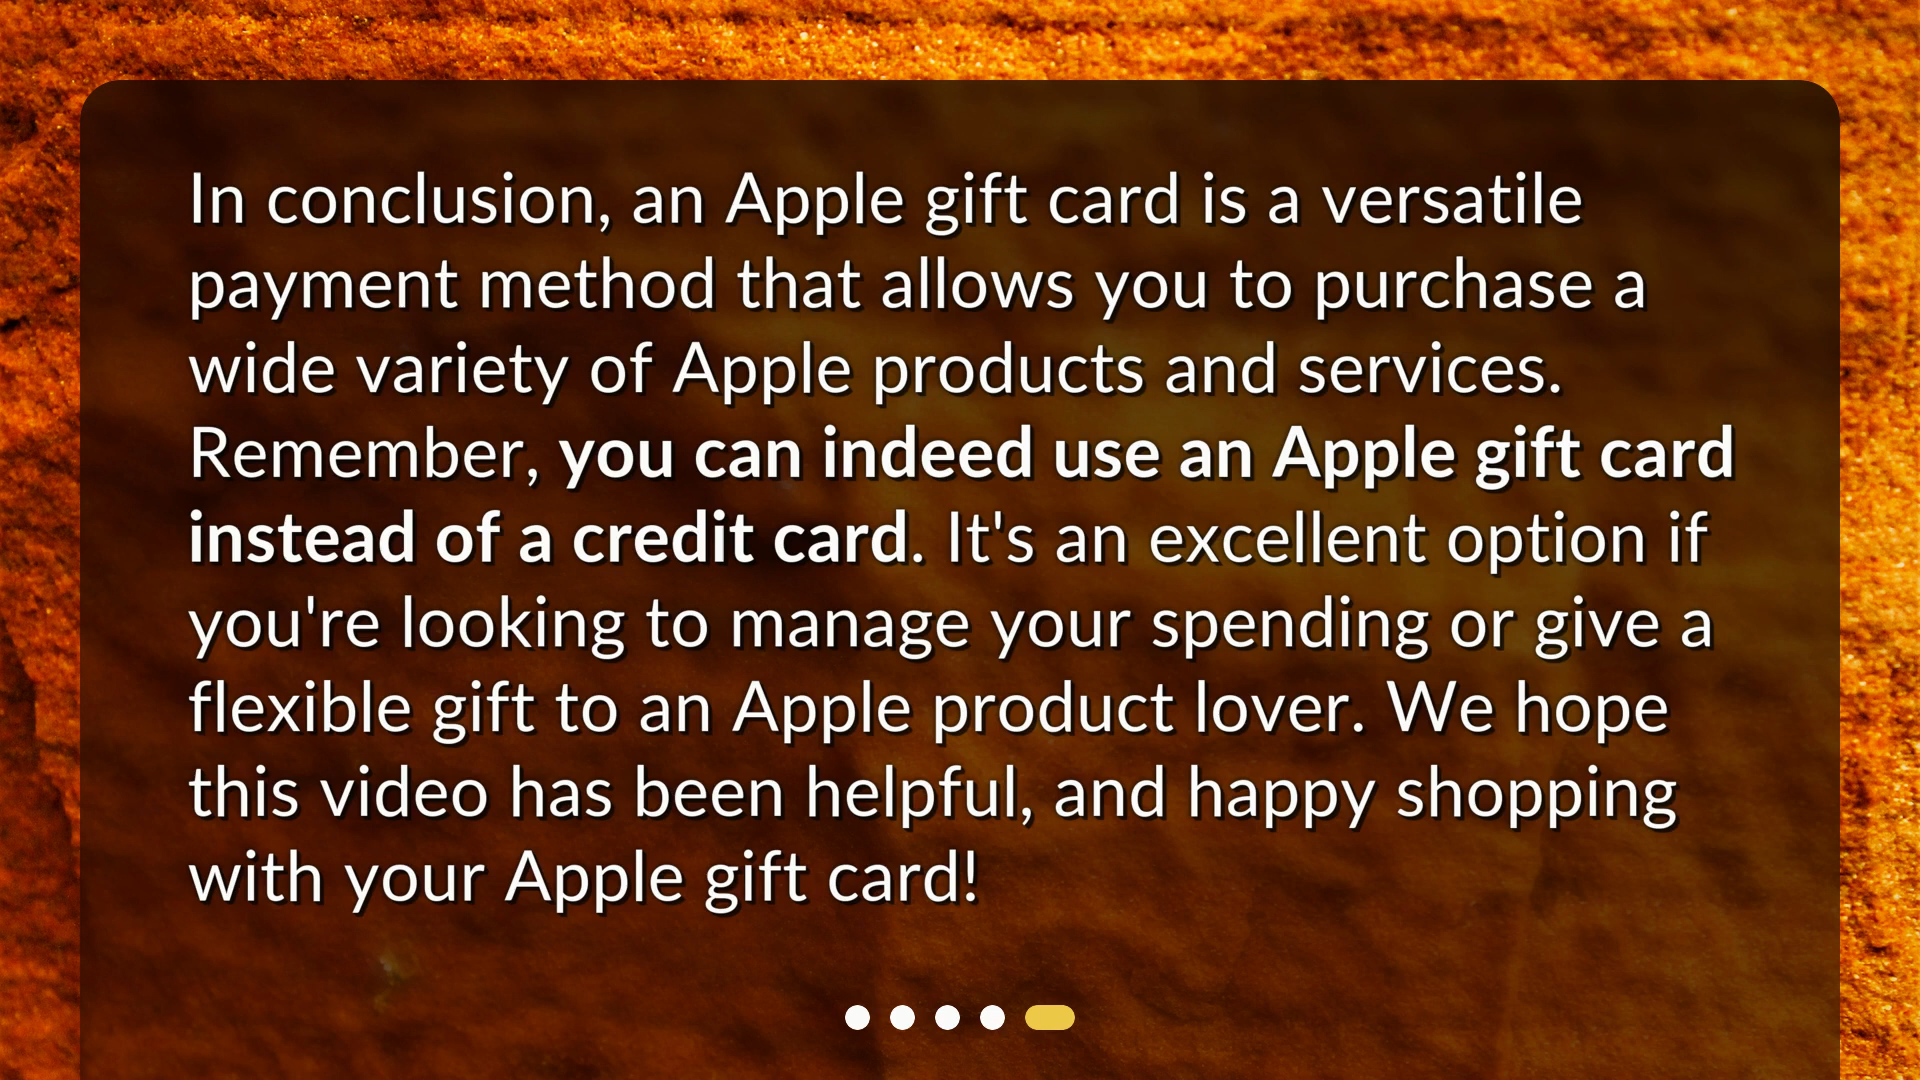 In conclusion, an Apple gift card is a versatile
payment method that allows you to purchase a
wide variety of Apple products and services.
Remember, you can indeed use an Apple gift card
instead of a credit card. It's an excellent option if
you're looking to manage your spending or give a
flexible gift to an Apple product lover. We hope
this video has been helpful, and happy shopping
with your Apple gift card!